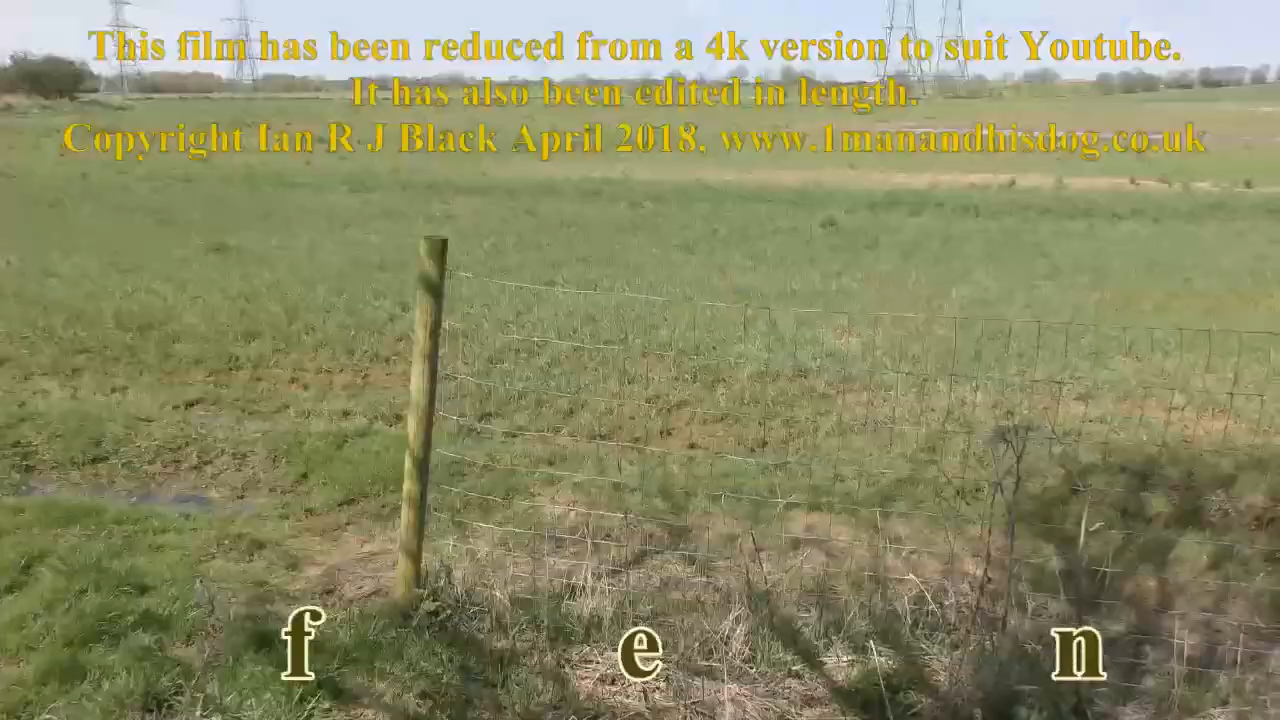 This film has been reduced from a 4k version to suit Youtube.
It has also been edited in length.
Copyright Ian R J Black April 2018, www.1manandhisdog.co.uk
f e n